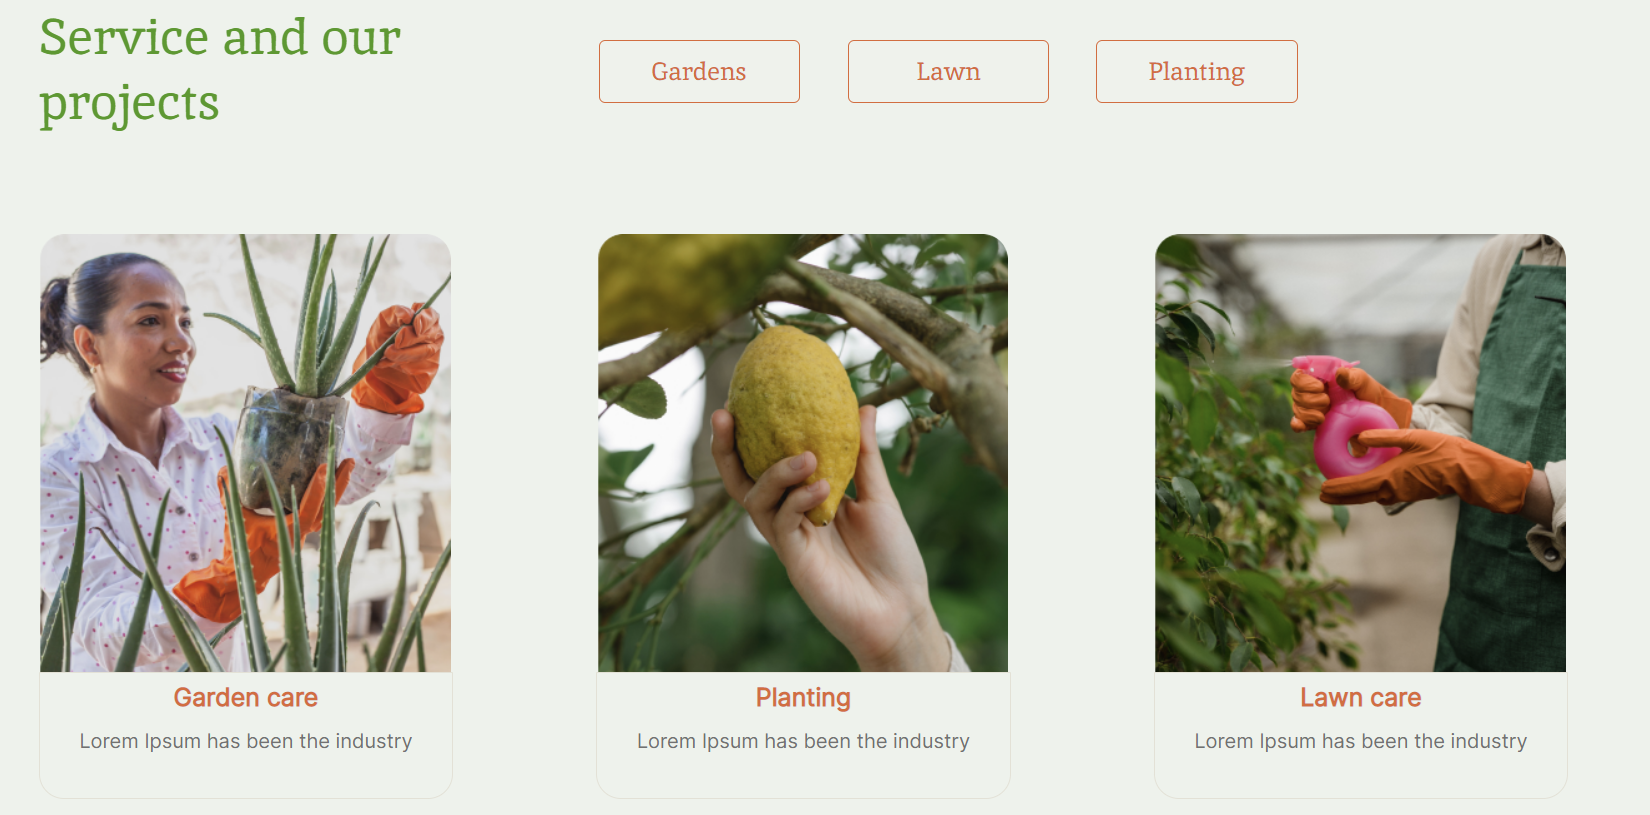 Service and our
projects
Gardens
Lawn
Planting
Garden care
Lorem Ipsum has been the industry
Planting
Lorem Ipsum has been the industry
Lawn care
Lorem Ipsum has been the industry